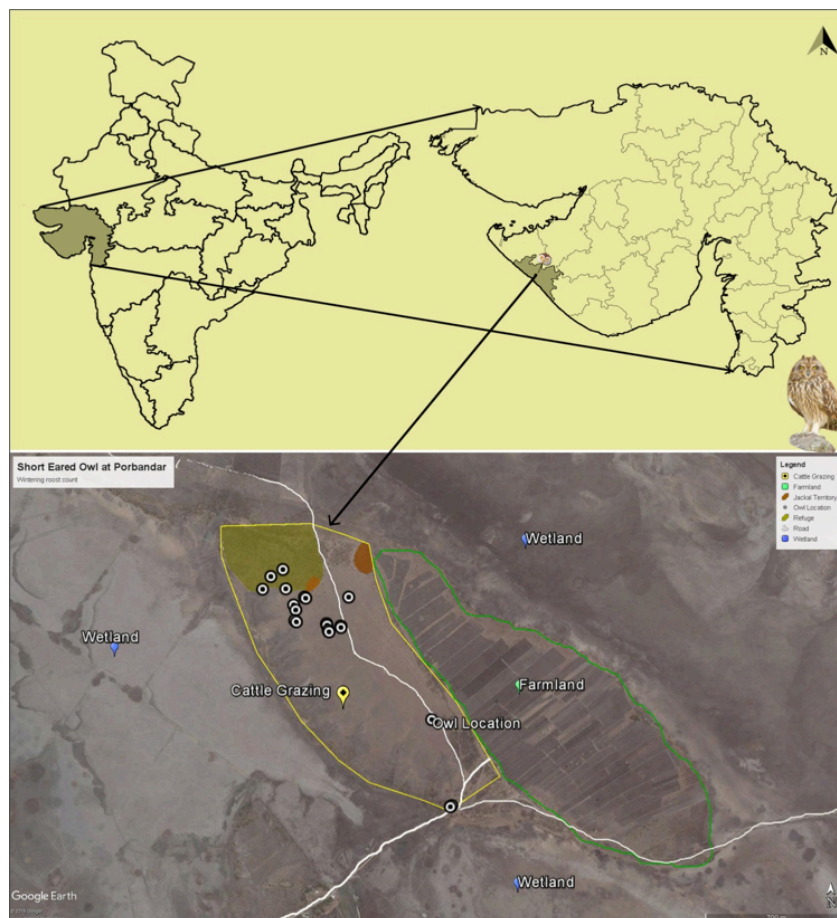 N
Short Eared Owl at Porbandar
Wintering roost count
Legend
Cattle Grazing
Farmland
Jackal Territory
Owl Location
Refuge
Road
Wetland
Wetland
Wetland
Cattle Grazing
Farmland
Owl Location
Wetland
Google Earth
N